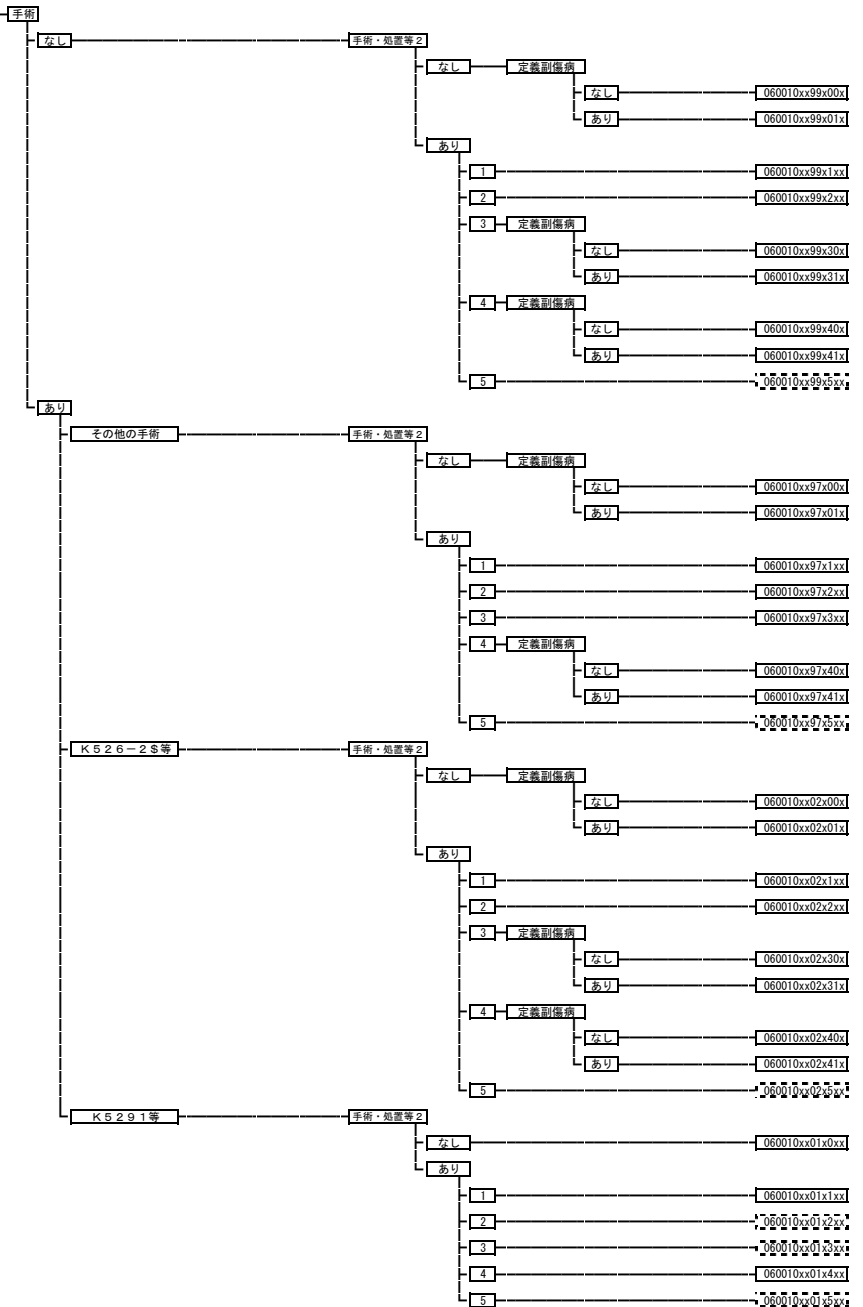 手術
なし 手術・処置等2
なし 定義副傷病
なし 060010xx99x00x
あり 060010xx99x01x
あり
1 060010xx99x1xx
2 060010xx99x2xx
3 定義副傷病
なし 060010xx99x30x
あり 060010xx99x31x
4 定義副傷病
なし 060010xx99x40x
あり 060010xx99x41x
5 060010xx99x5xx
あり
その他の手術 手術・処置等2
なし 定義副傷病
なし 060010xx97x00x
あり 060010xx97x01x
あり
1 060010xx97x1xx
2 060010xx97x2xx
3 060010xx97x3xx
4 定義副傷病
なし 060010xx97x40x
あり 060010xx97x41x
5 060010xx97x5xx
K526-2$等 手術・処置等2
なし 定義副傷病
なし 060010xx02x00x
あり 060010xx02x01x
あり
1 060010xx02x1xx
2 060010xx02x2xx
3 定義副傷病
なし 060010xx02x30x
あり 060010xx02x31x
4 定義副傷病
なし 060010xx02x40x
あり 060010xx02x41x
5 060010xx02x5xx
K5291等 手術・処置等2
なし 060010xx01x0xx
あり
1 060010xx01x1xx
2 060010xx01x2xx
3 060010xx01x3xx
4 060010xx01x4xx
5 060010xx01x5xx